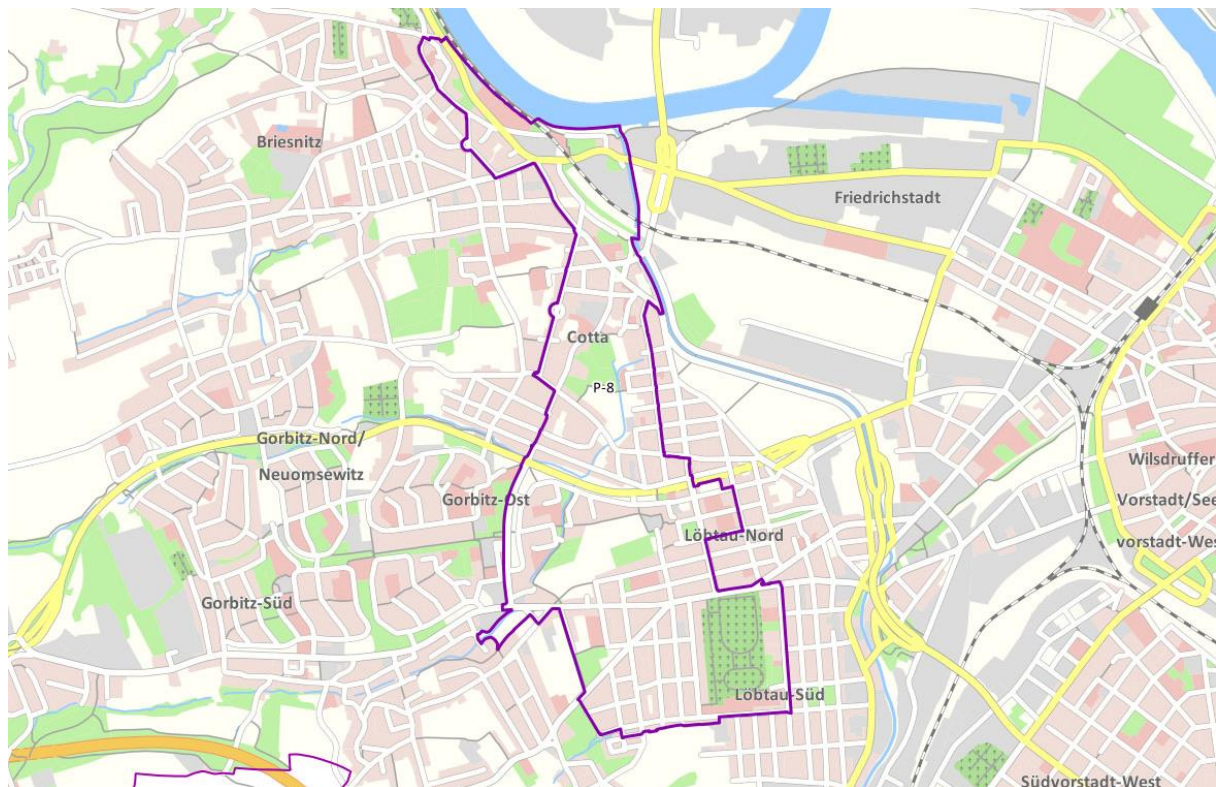 Briesnitz
Friedrichstadt
Cotta
P-8
Gorbitz-Nord/
Neuomsewitz
Wilsdruffer
Gorbitz-Ost
Vorstadt/See
Löbtau-Nord
vorstadt-Wes
Gorbitz-Süd
Löbtau-Süd
Südvorstadt-West